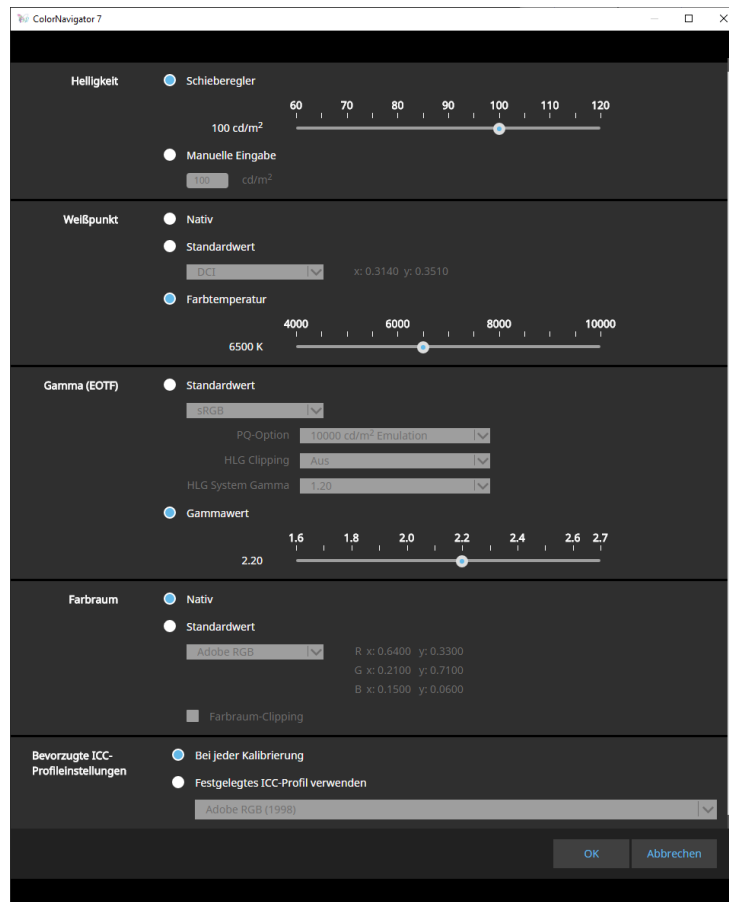 ColorNavigator 7
Helligkeit
Schieberegler
60 70 80 90 100 110 120
100 cd/m2
Manuelle Eingabe
100 cd/m2
Weißpunkt
Nativ
Standardwert
DCI x: 0.3140 y: 0.3510
Farbtemperatur
4000 6000 8000 10000
6500 K
Gamma (EOTF)
Standardwert
sRGB
PQ-Option 10000 cd/m2 Emulation
HLG Clipping Aus
HLG System Gamma 1.20
Gammawert
1.6 1.8 2.0 2.2 2.4 2.6 2.7
2.20
Farbraum
Nativ
Standardwert
Adobe RGB R x: 0.6400 y: 0.3300
G x: 0.2100 y: 0.7100
B x: 0.1500 y: 0.0600
Farbraum-Clipping
Bevorzugte ICC-
Profileinstellungen
Bei jeder Kalibrierung
Festgelegtes ICC-Profil verwenden
Adobe RGB (1998)
OK Abbrechen